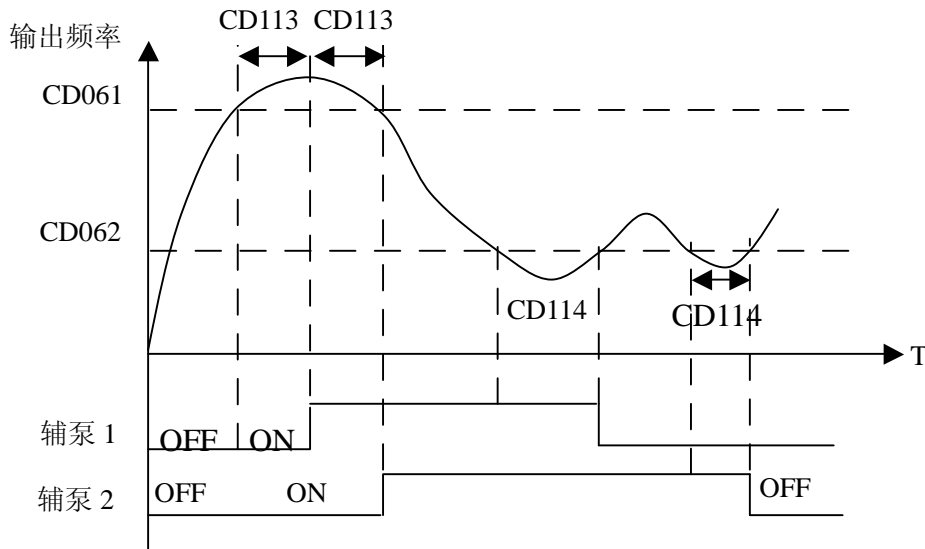 CD113 CD113
输出频率
CD061
CD062
CD114
CD114
T
辅泵 1
OFF ON
辅泵 2
OFF ON OFF